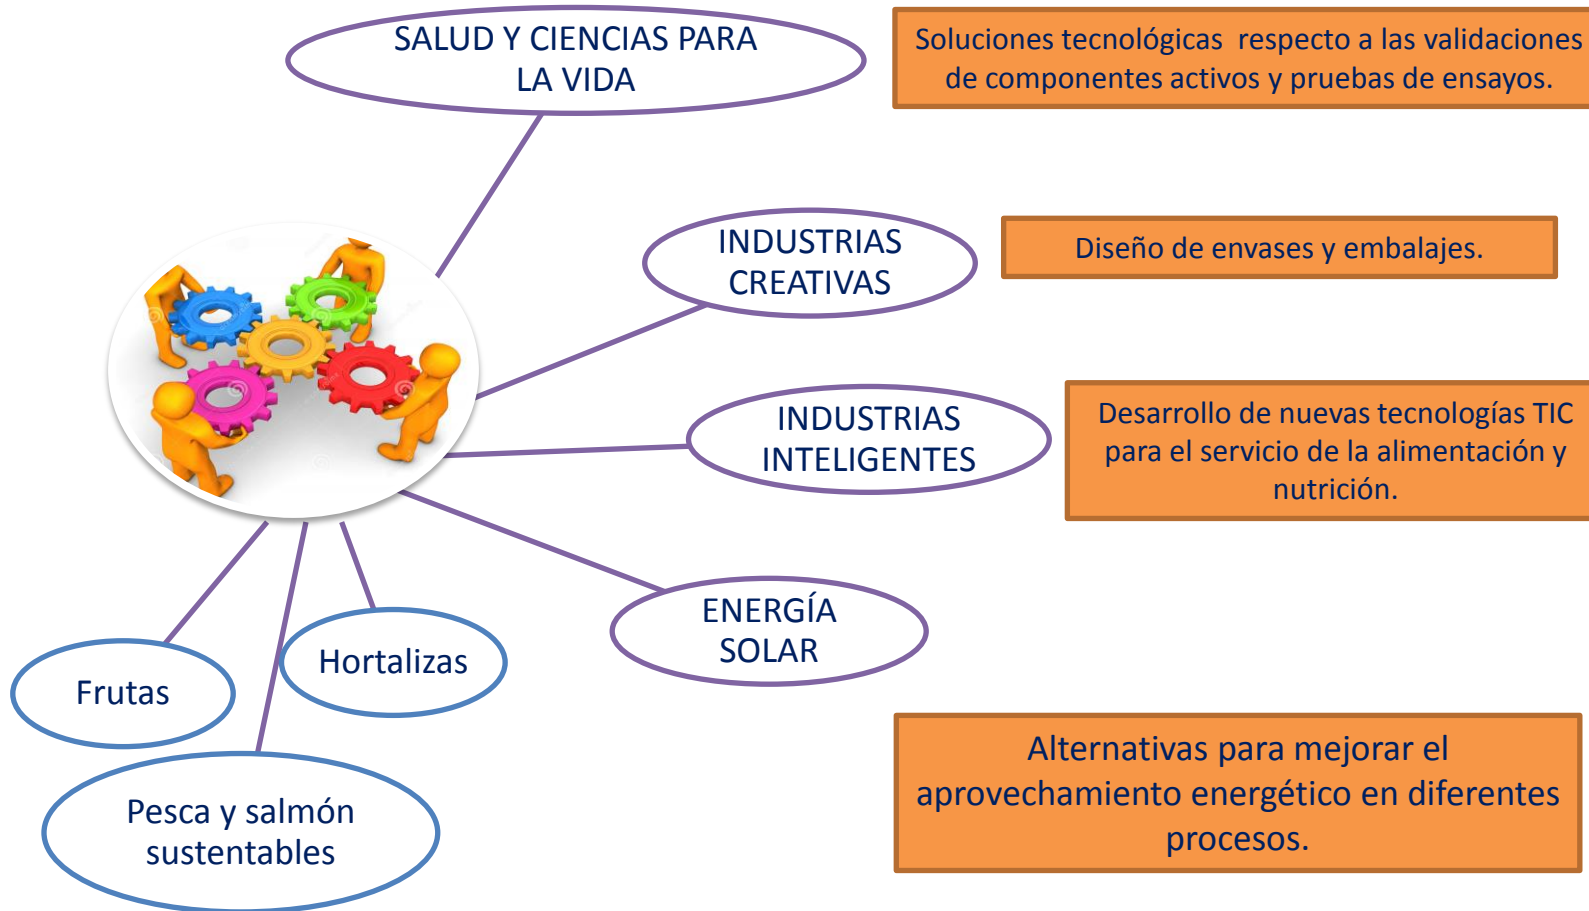 SALUD Y CIENCIAS PARA
LA VIDA
Soluciones tecnológicas  respecto a las validaciones
de componentes activos y pruebas de ensayos.
INDUSTRIAS
CREATIVAS
Diseño de envases y embalajes.
INDUSTRIAS
INTELIGENTES
Desarrollo de nuevas tecnologías TIC
para el servicio de la alimentación y
nutrición.
ENERGÍA
SOLAR
Hortalizas
Frutas
Pesca y salmón
sustentables
Alternativas para mejorar el
aprovechamiento energético en diferentes
procesos.